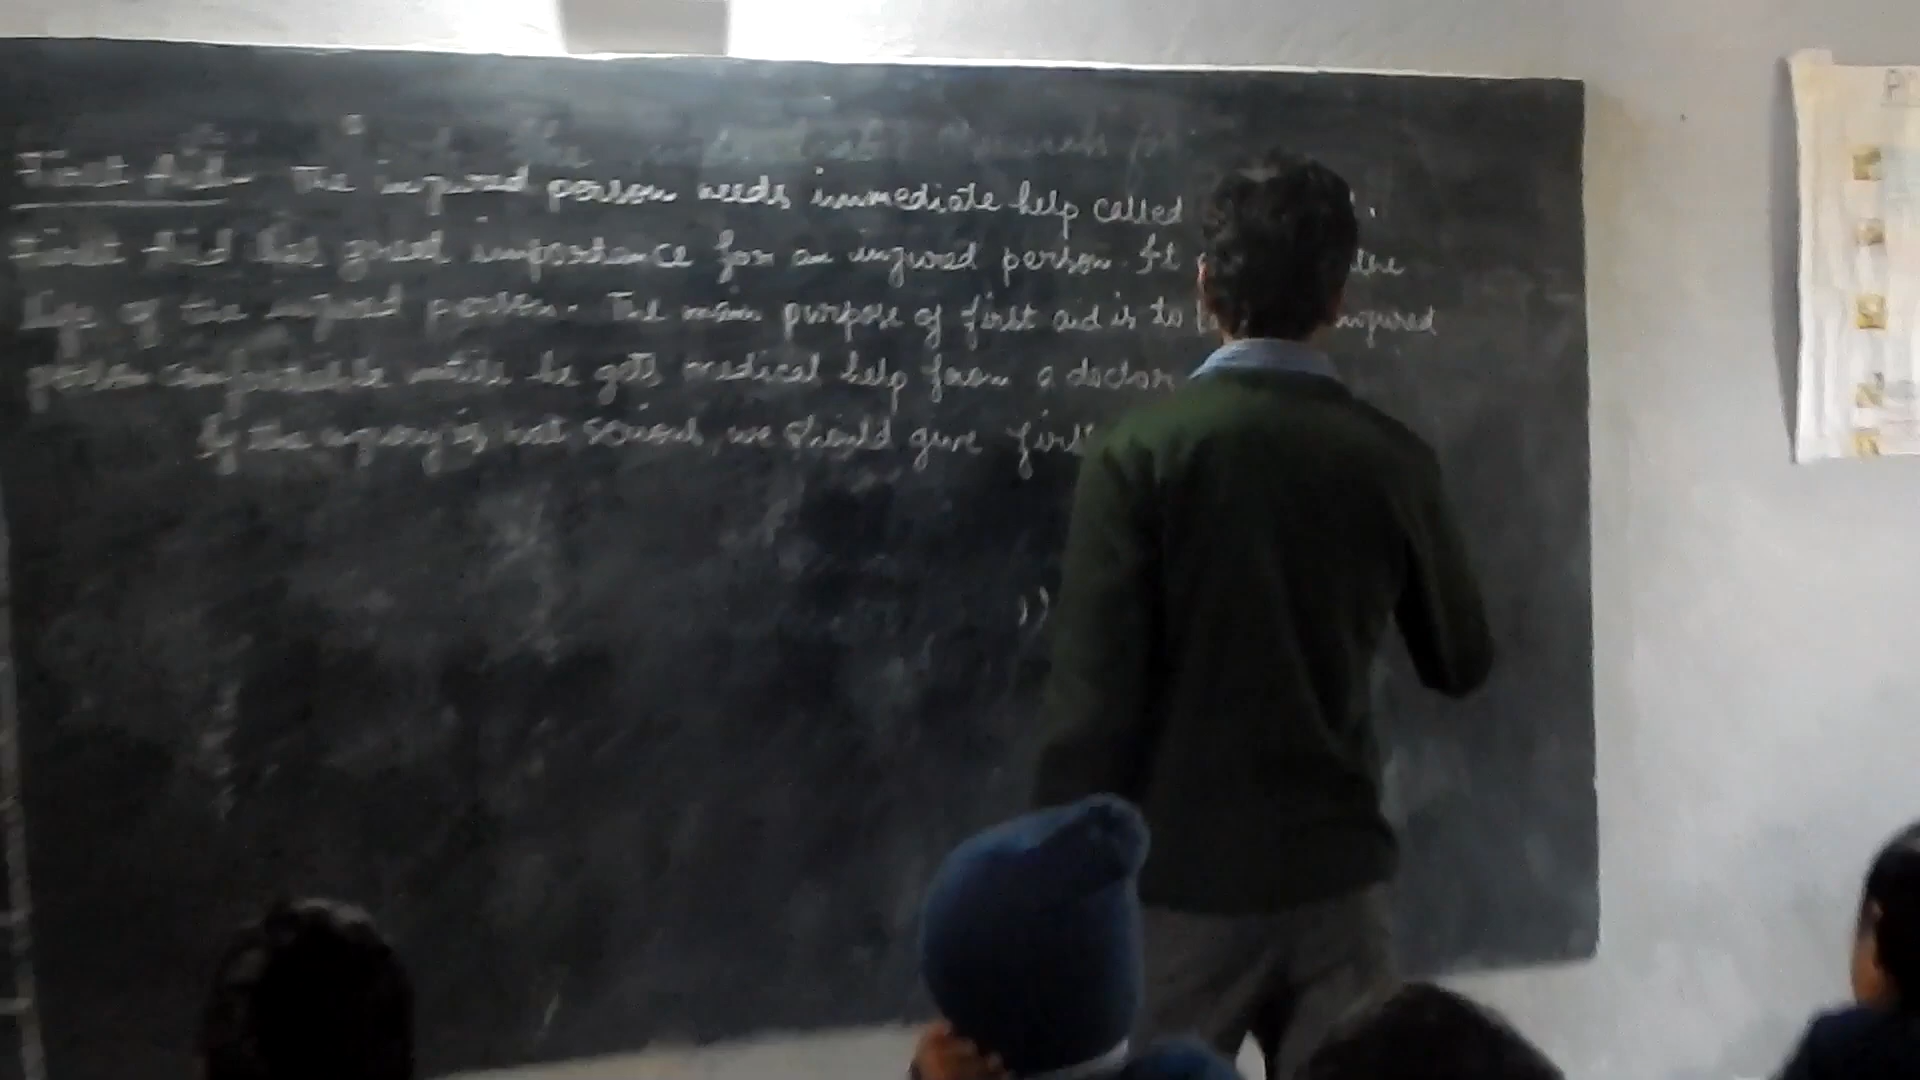 First Aid. The injured person needs immediate help called
First Aid has great importance for an injured person. It the
life of the injured person. The main purpose of first aid is to injured
person comfortable until he gets medical help from a doctor
If the injury is not serious, we should give first